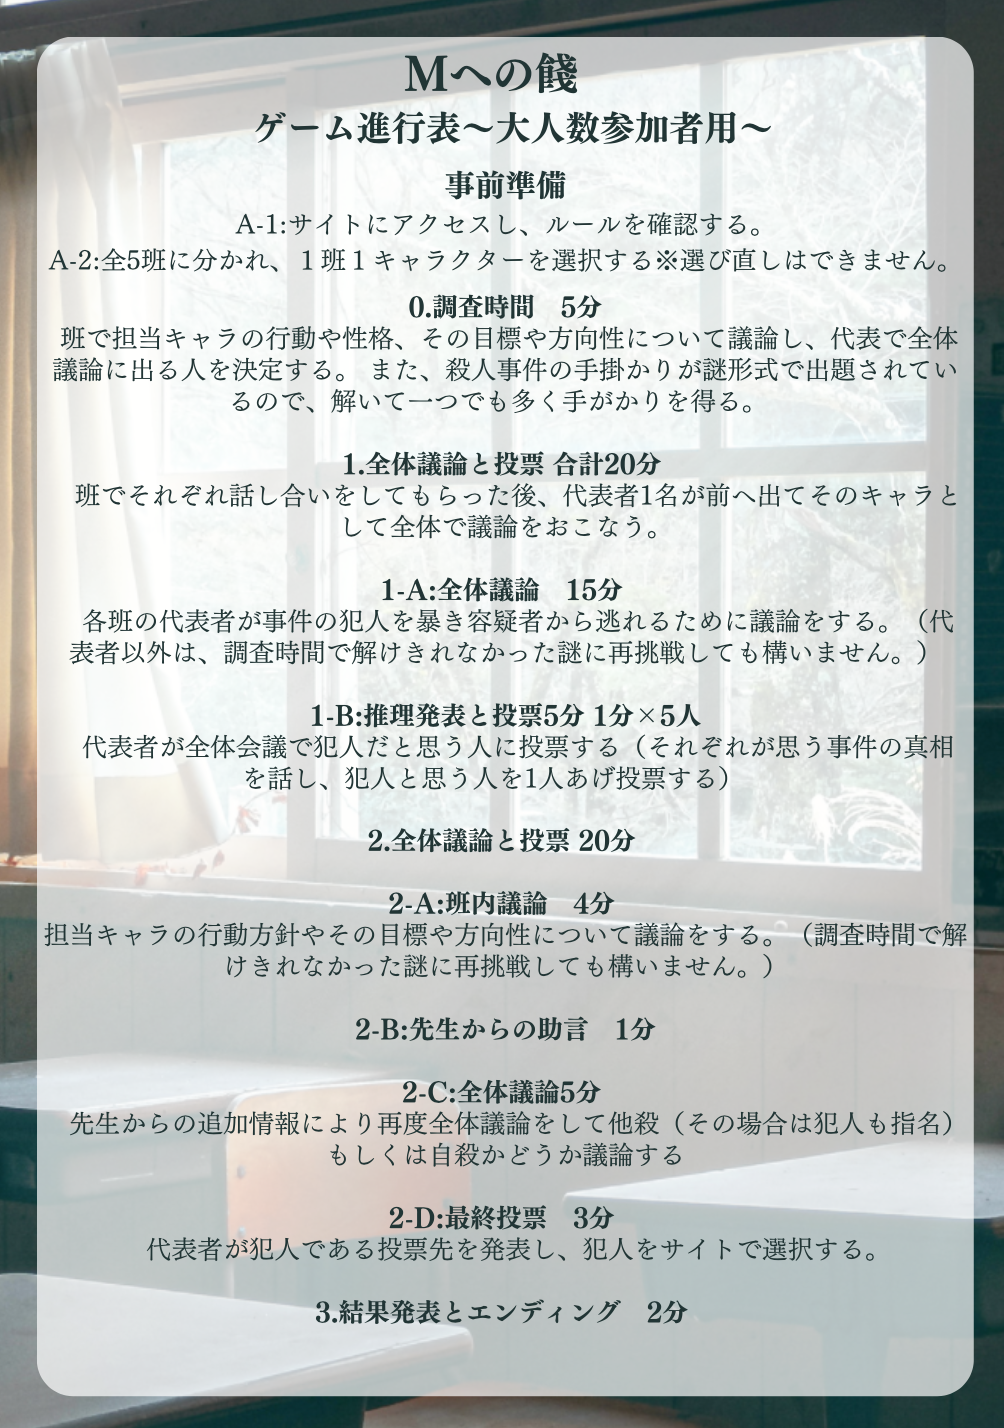 Mへの餞
ゲーム進行表〜大人数参加者用〜
事前準備
A-1:サイトにアクセスし、ルールを確認する。
A-2:全5班に分かれ、１班１キャラクターを選択する※選び直しはできません。
0.調査時間　5分
班で担当キャラの行動や性格、その目標や方向性について議論し、代表で全体
議論に出る人を決定する。 また、殺人事件の手掛かりが謎形式で出題されてい
るので、解いて一つでも多く手がかりを得る。
1.全体議論と投票 合計20分
班でそれぞれ話し合いをしてもらった後、代表者1名が前へ出てそのキャラと
して全体で議論をおこなう。
1-A:全体議論　15分
各班の代表者が事件の犯人を暴き容疑者から逃れるために議論をする。（代
表者以外は、調査時間で解けきれなかった謎に再挑戦しても構いません。）
1-B:推理発表と投票5分 1分×5人
代表者が全体会議で犯人だと思う人に投票する（それぞれが思う事件の真相
を話し、犯人と思う人を1人あげ投票する）
2.全体議論と投票 20分
2-A:班内議論　4分
担当キャラの行動方針やその目標や方向性について議論をする。（調査時間で解
けきれなかった謎に再挑戦しても構いません。）
2-B:先生からの助言　1分
2-C:全体議論5分
先生からの追加情報により再度全体議論をして他殺（その場合は犯人も指名）
もしくは自殺かどうか議論する
2-D:最終投票　3分
代表者が犯人である投票先を発表し、犯人をサイトで選択する。
3.結果発表とエンディング　2分